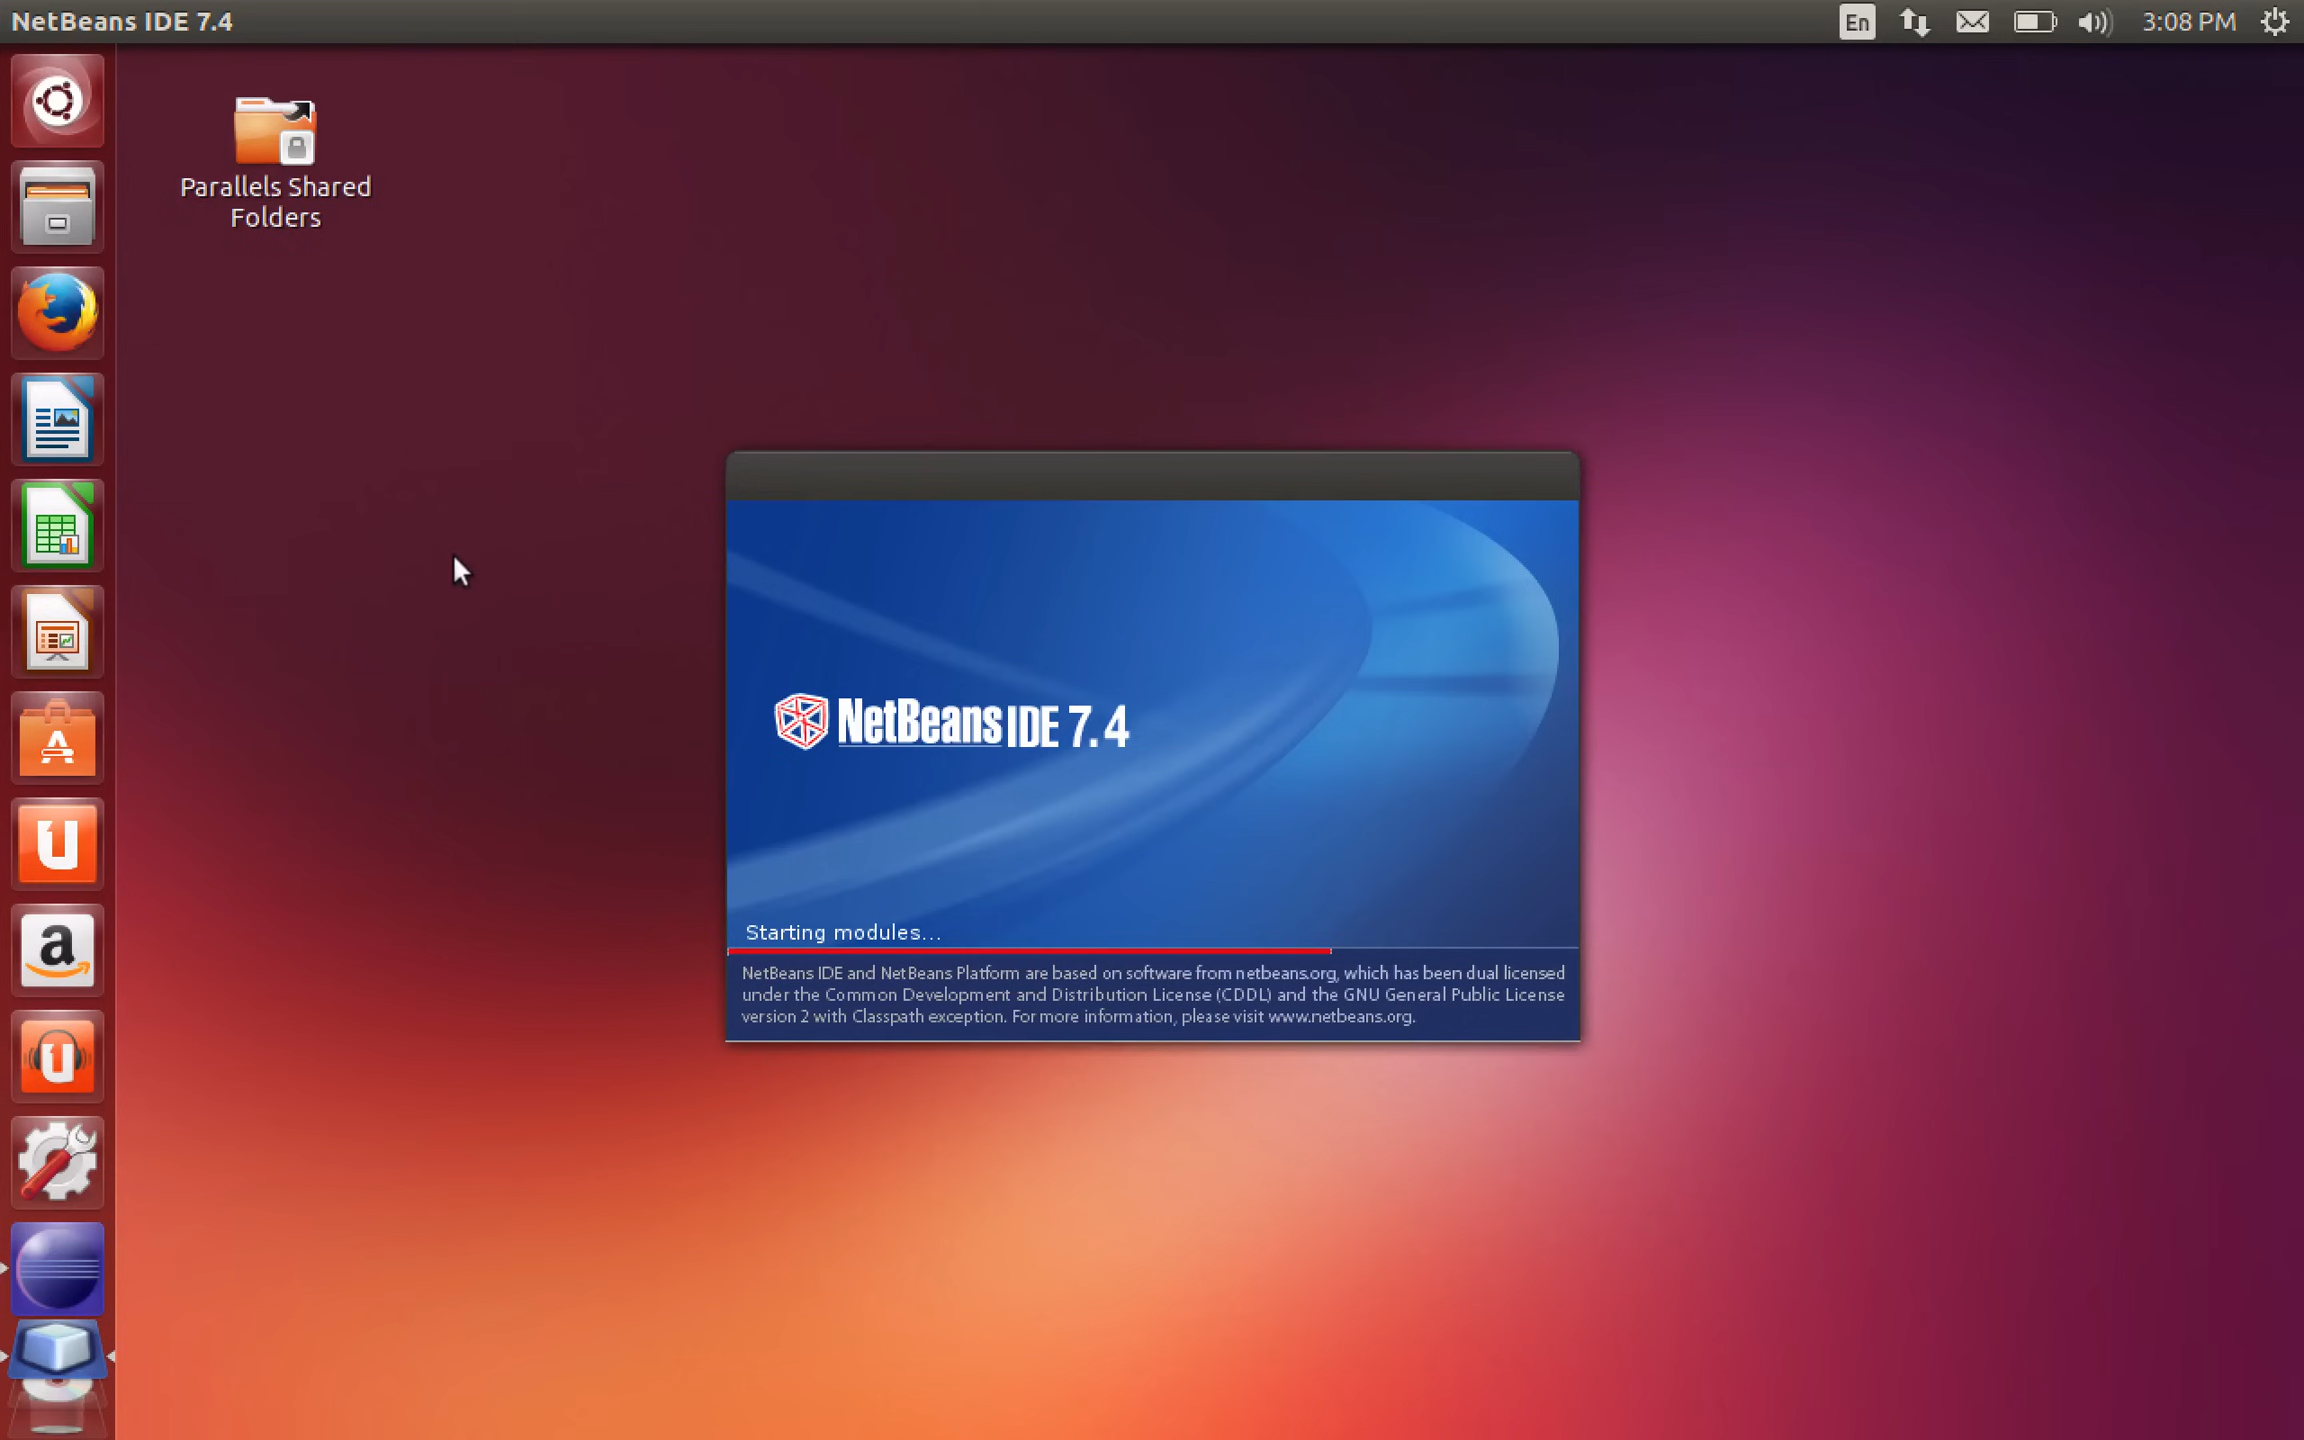 NetBeans IDE 7.4
En
3:08 PM
Parallels Shared
Folders
NetBeans IDE 7.4
Starting modules...
NetBeans IDE and NetBeans Platform are based on software from netbeans.org, which has been dual licensed
under the Common Development and Distribution License (CDDL) and the GNU General Public License
version 2 with Classpath exception. For more information, please visit www.netbeans.org.
A
U
a
U